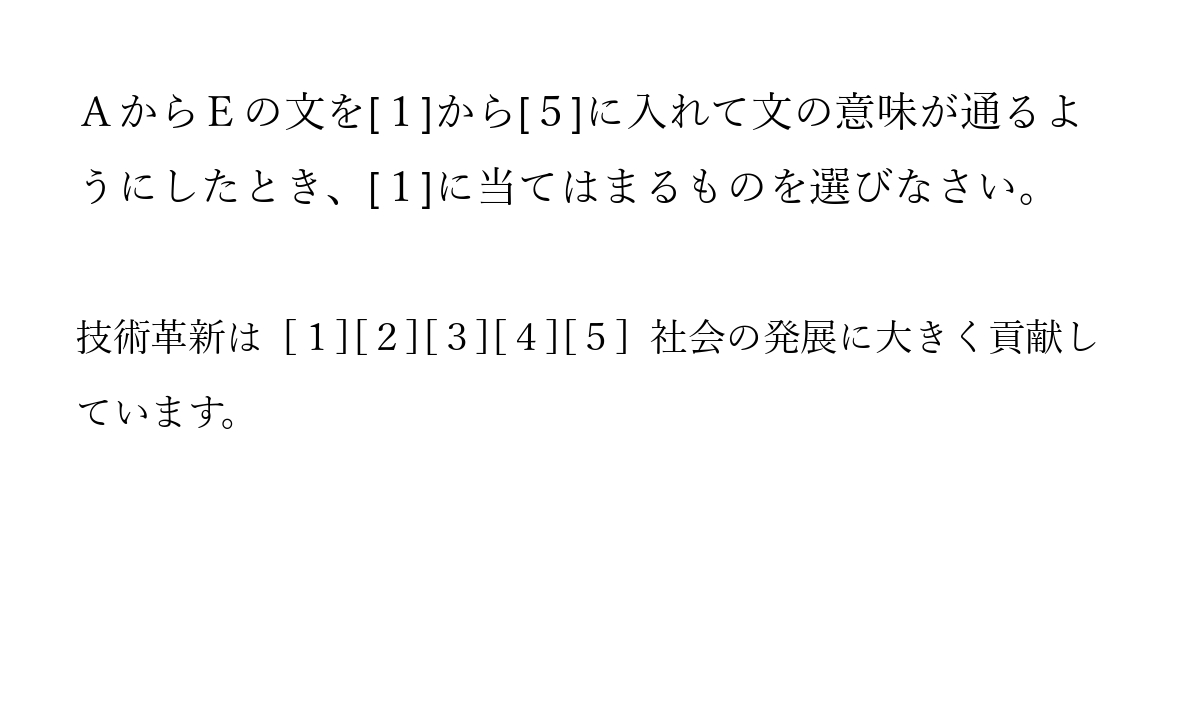 ＡからＥの文を[１]から[５]に入れて文の意味が通るよ
うにしたとき、[１]に当てはまるものを選びなさい。
技術革新は［１][２][３][４][５］社会の発展に大きく貢献し
ています。